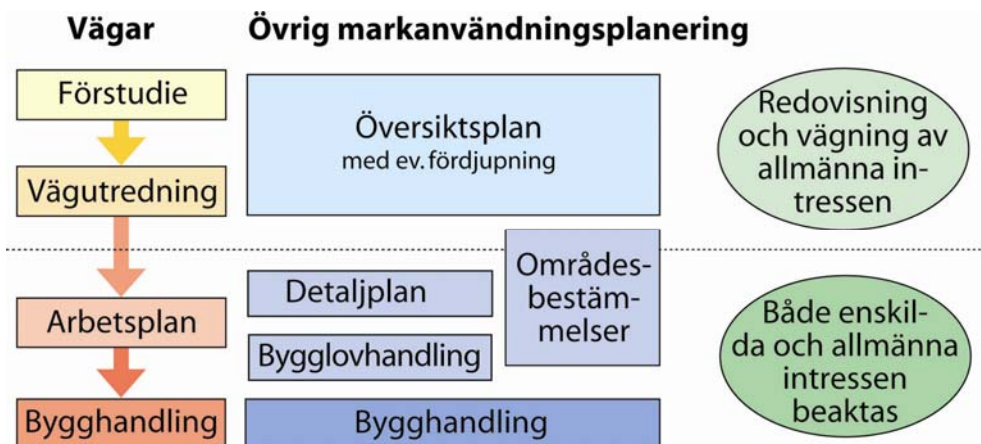 Vägar
Övrig markanvändningsplanering
Förstudie
Vägutredning
Arbetsplan
Bygghandling
Översiktsplan
med ev. fördjupning
Områdes-
bestäm-
melser
Detaljplan
Bygglovhandling
Bygghandling
Redovisning
och vägning av
allmänna in-
tressen
Både enskil-
da och allmänna
intressen
beaktas